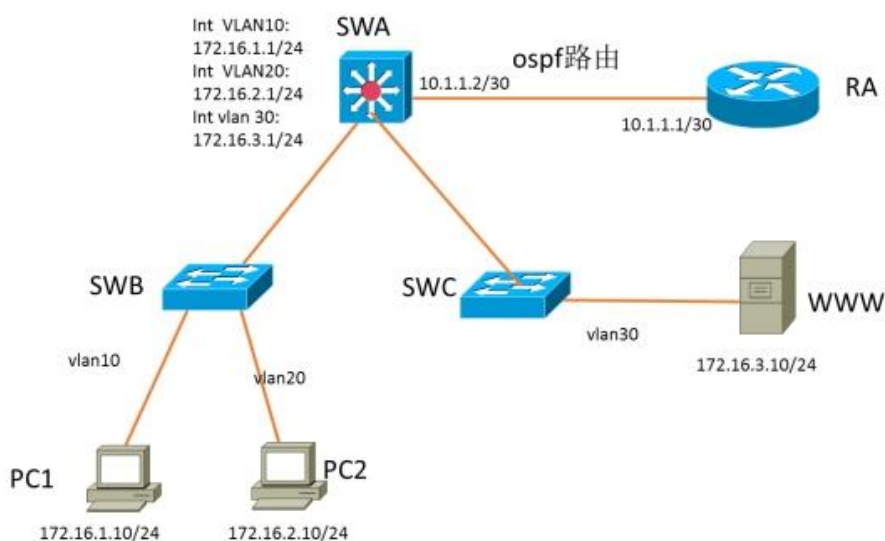 Int VLAN10:
172.16.1.1/24
Int VLAN20:
172.16.2.1/24
Int vlan 30:
172.16.3.1/24
SWA
ospf路由
10.1.1.2/30
RA
10.1.1.1/30
SWB
SWC
WWW
vlan30
172.16.3.10/24
vlan10
vlan20
PC1
PC2
172.16.1.10/24
172.16.2.10/24